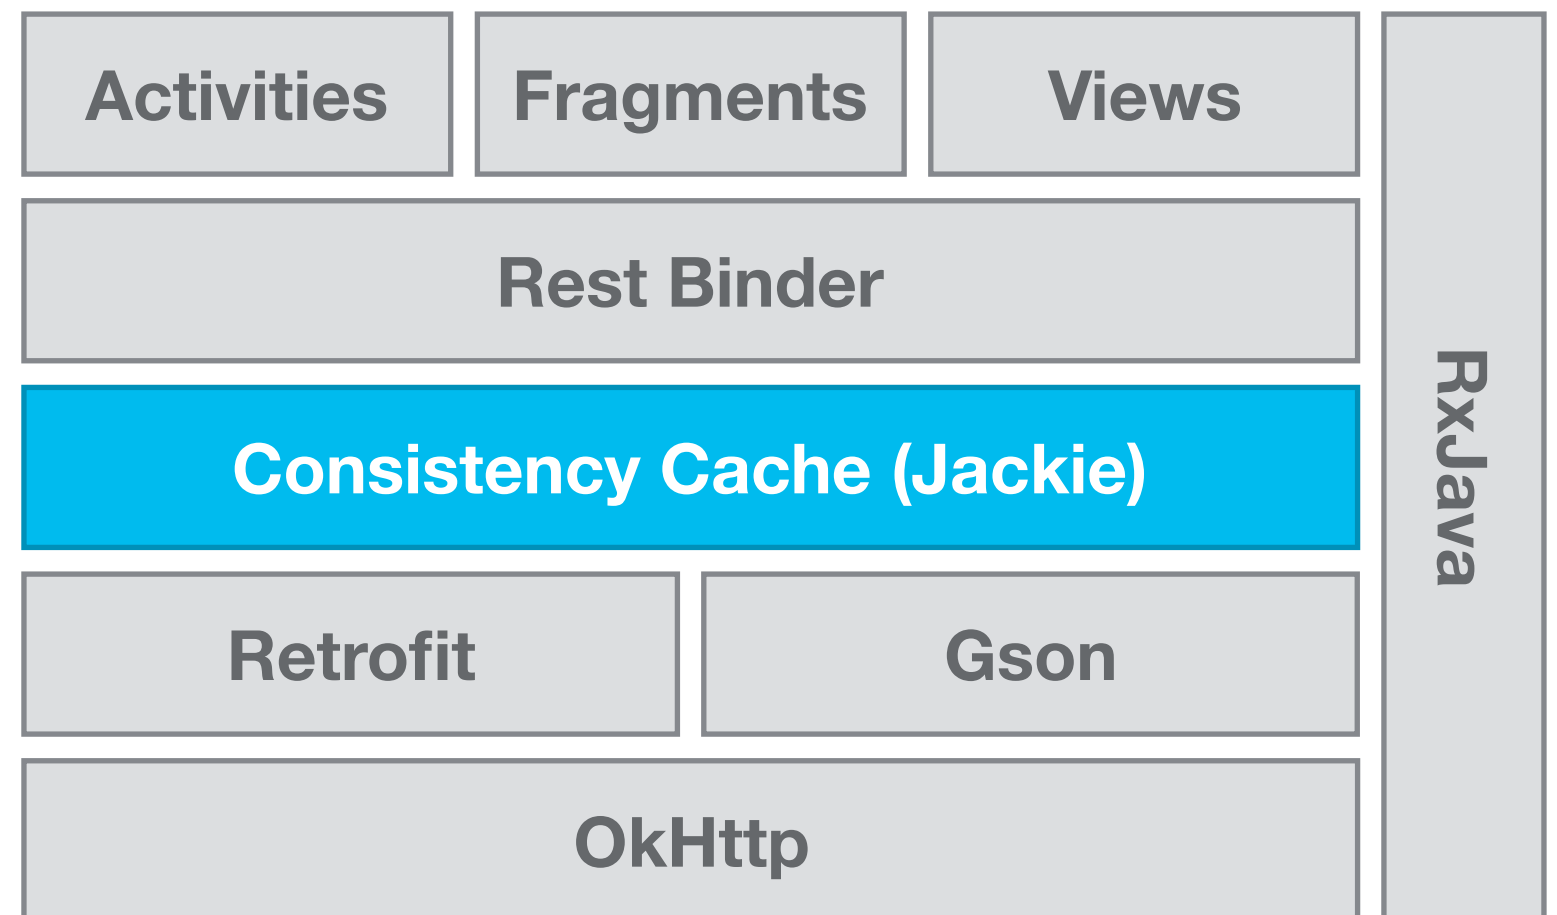 Activities
Fragments
Views
Rest Binder
Consistency Cache (Jackie)
Retrofit
Gson
OkHttp
RxJava